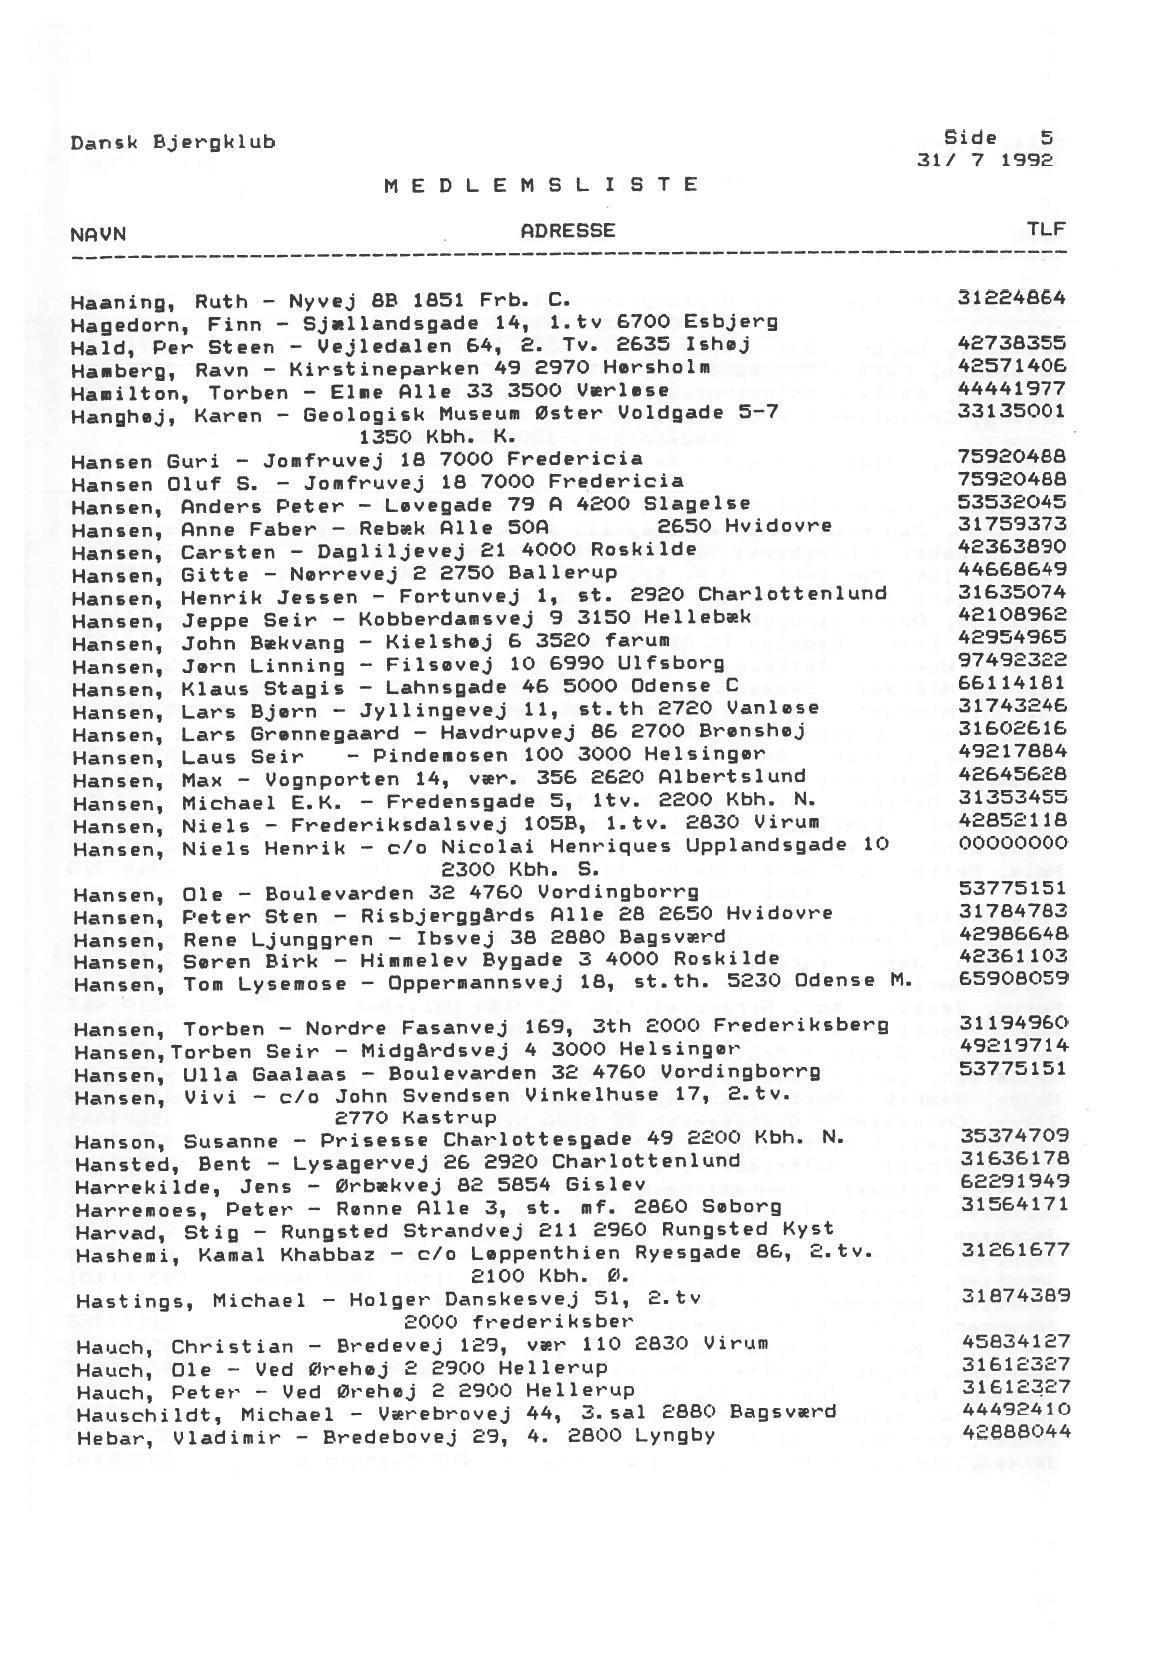 Dansk Bjergklub Side 5
31/ 7 1992
M E D L E M S L I S T E
NAVN ADRESSE TLF
--------------------------------------------------------------------------
Haaning, Ruth - Nyvej 8B 1851 Frb. C. 31224864
Hagedorn, Finn - Sjællandsgade 14, 1.tv 6700 Esbjerg
Hald, Per Steen - Vejledalen 64, 2. Tv. 2635 Ishøj 42738355
Hamberg, Ravn - Kirstineparken 49 2970 Hørsholm 42571406
Hamilton, Torben - Elme Alle 33 3500 Værløse 44441977
Hanghøj, Karen - Geologisk Museum Øster Voldgade 5-7 33135001
1350 Kbh. K.
Hansen Guri - Jomfruvej 18 7000 Fredericia 75920488
Hansen Oluf S. - Jomfruvej 18 7000 Fredericia 75920488
Hansen, Anders Peter - Løvegade 79 A 4200 Slagelse 53532045
Hansen, Anne Faber - Rebæk Alle 50A 2650 Hvidovre 31759373
Hansen, Carsten - Dagliljevej 21 4000 Roskilde 42363890
Hansen, Gitte - Nørrevej 2 2750 Ballerup 44668649
Hansen, Henrik Jessen - Fortunvej 1, st. 2920 Charlottenlund 31635074
Hansen, Jeppe Seir - Kobberdamsvej 9 3150 Hellebæk 42108962
Hansen, John Bækvang - Kielshøj 6 3520 farum 42954965
Hansen, Jørn Linning - Filsøvej 10 6990 Ulfsborg 97492322
Hansen, Klaus Stagis - Lahnsgade 46 5000 Odense C 66114181
Hansen, Lars Bjørn - Jyllingevej 11, st.th 2720 Vanløse 31743246
Hansen, Lars Grønnegaard - Havdrupvej 86 2700 Brønshøj 31602616
Hansen, Laus Seir - Pindemosen 100 3000 Helsingør 49217884
Hansen, Max - Vognporten 14, vær. 356 2620 Albertslund 42645628
Hansen, Michael E.K. - Fredensgade 5, 1tv. 2200 Kbh. N. 31353455
Hansen, Niels - Frederiksdalsvej 105B, 1.tv. 2830 Virum 42852118
Hansen, Niels Henrik - c/o Nicolai Henriques Upplandsgade 10 00000000
2300 Kbh. S.
Hansen, Ole - Boulevarden 32 4760 Vordingborrg 53775151
Hansen, Peter Sten - Risbjerggårds Alle 28 2650 Hvidovre 31784783
Hansen, Rene Ljunggren - Ibsvej 38 2880 Bagsværd 42986648
Hansen, Søren Birk - Himmelev Bygade 3 4000 Roskilde 42361103
Hansen, Tom Lysemose - Oppermannsvej 18, st.th. 5230 Odense M. 65908059
Hansen, Torben - Nordre Fasanvej 169, 3th 2000 Frederiksberg 31194960
Hansen,Torben Seir - Midgårdsvej 4 3000 Helsingør 49219714
Hansen, Ulla Gaalaas - Boulevarden 32 4760 Vordingborrg 53775151
Hansen, Vivi - c/o John Svendsen Vinkelhuse 17, 2.tv.
2770 Kastrup
Hanson, Susanne - Prisesse Charlottesgade 49 2200 Kbh. N. 35374709
Hansted, Bent - Lysagervej 26 2920 Charlottenlund 31636178
Harrekilde, Jens - Ørbækvej 82 5854 Gislev 62291949
Harremoes, Peter - Rønne Alle 3, st. mf. 2860 Søborg 31564171
Harvad, Stig - Rungsted Strandvej 211 2960 Rungsted Kyst
Hashemi, Kamal Khabbaz - c/o Løppenthien Ryesgade 86, 2.tv. 31261677
2100 Kbh. Ø.
Hastings, Michael - Holger Danskesvej 51, 2.tv 31874389
2000 frederiksber
Hauch, Christian - Bredevej 129, vær 110 2830 Virum 45834127
Hauch, Ole - Ved Ørehøj 2 2900 Hellerup 31612327
Hauch, Peter - Ved Ørehøj 2 2900 Hellerup 31612327
Hauschildt, Michael - Værebrovej 44, 3.sal 2880 Bagsværd 44492410
Hebar, Vladimir - Bredebovej 29, 4. 2800 Lyngby 42888044